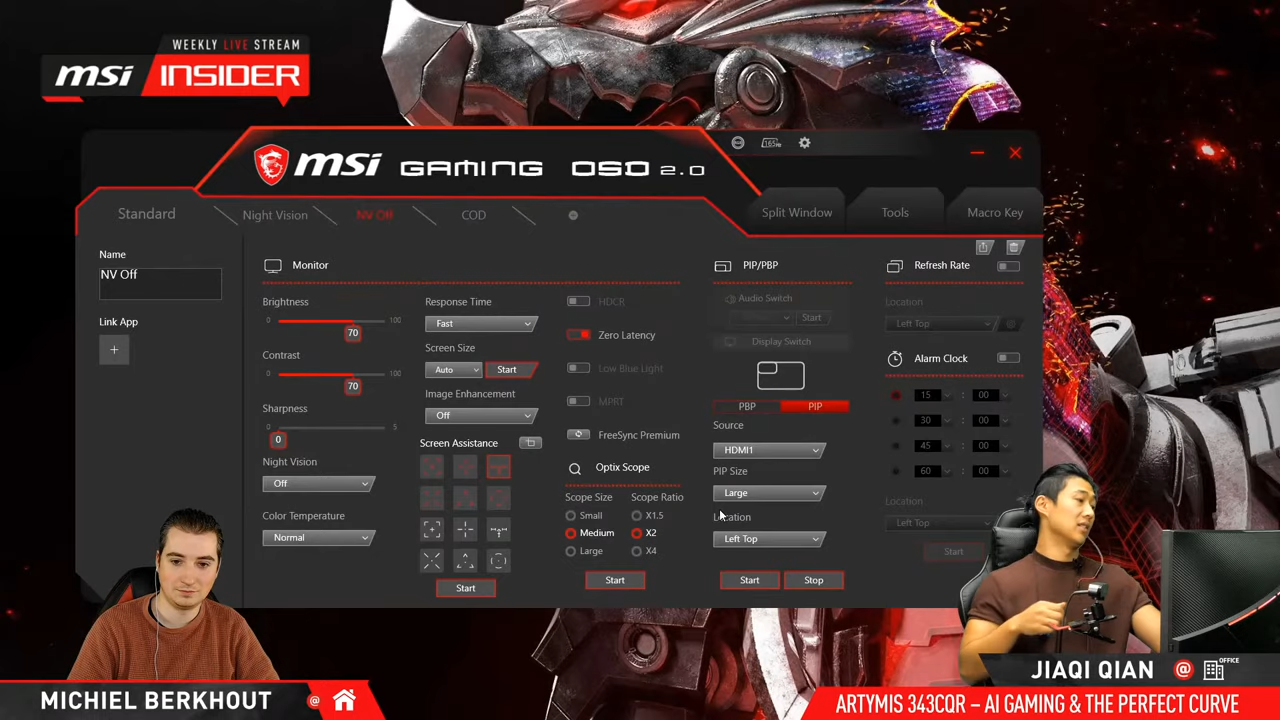 WEEKLY LIVE STREAM
msi INSIDER
msi GAMING OSD 2.0
165Hz
Standard
Night Vision
NV Off
COD
Split Window
Tools
Macro Key
Name
NV Off
Link App
+
Monitor
Brightness
0 100
70
Contrast
0 100
70
Sharpness
0 5
0
Night Vision
Off
Color Temperature
Normal
Response Time
Fast
Screen Size
Auto
Start
Image Enhancement
Off
Screen Assistance
Start
HDCR
Zero Latency
Low Blue Light
MPRT
FreeSync Premium
Optix Scope
Scope Size
Scope Ratio
Small
X1.5
Medium
X2
Large
X4
Start
PIP/PBP
Audio Switch
Start
Display Switch
PBP
PIP
Source
HDMI1
PIP Size
Large
Location
Left Top
Start
Stop
Refresh Rate
Location
Left Top
Alarm Clock
15 : 00
30 : 00
45 : 00
60 : 00
Location
Left Top
Start
MICHIEL BERKHOUT @
JIAQI QIAN @ OFFICE
ARTYMIS 343CQR – AI GAMING & THE PERFECT CURVE